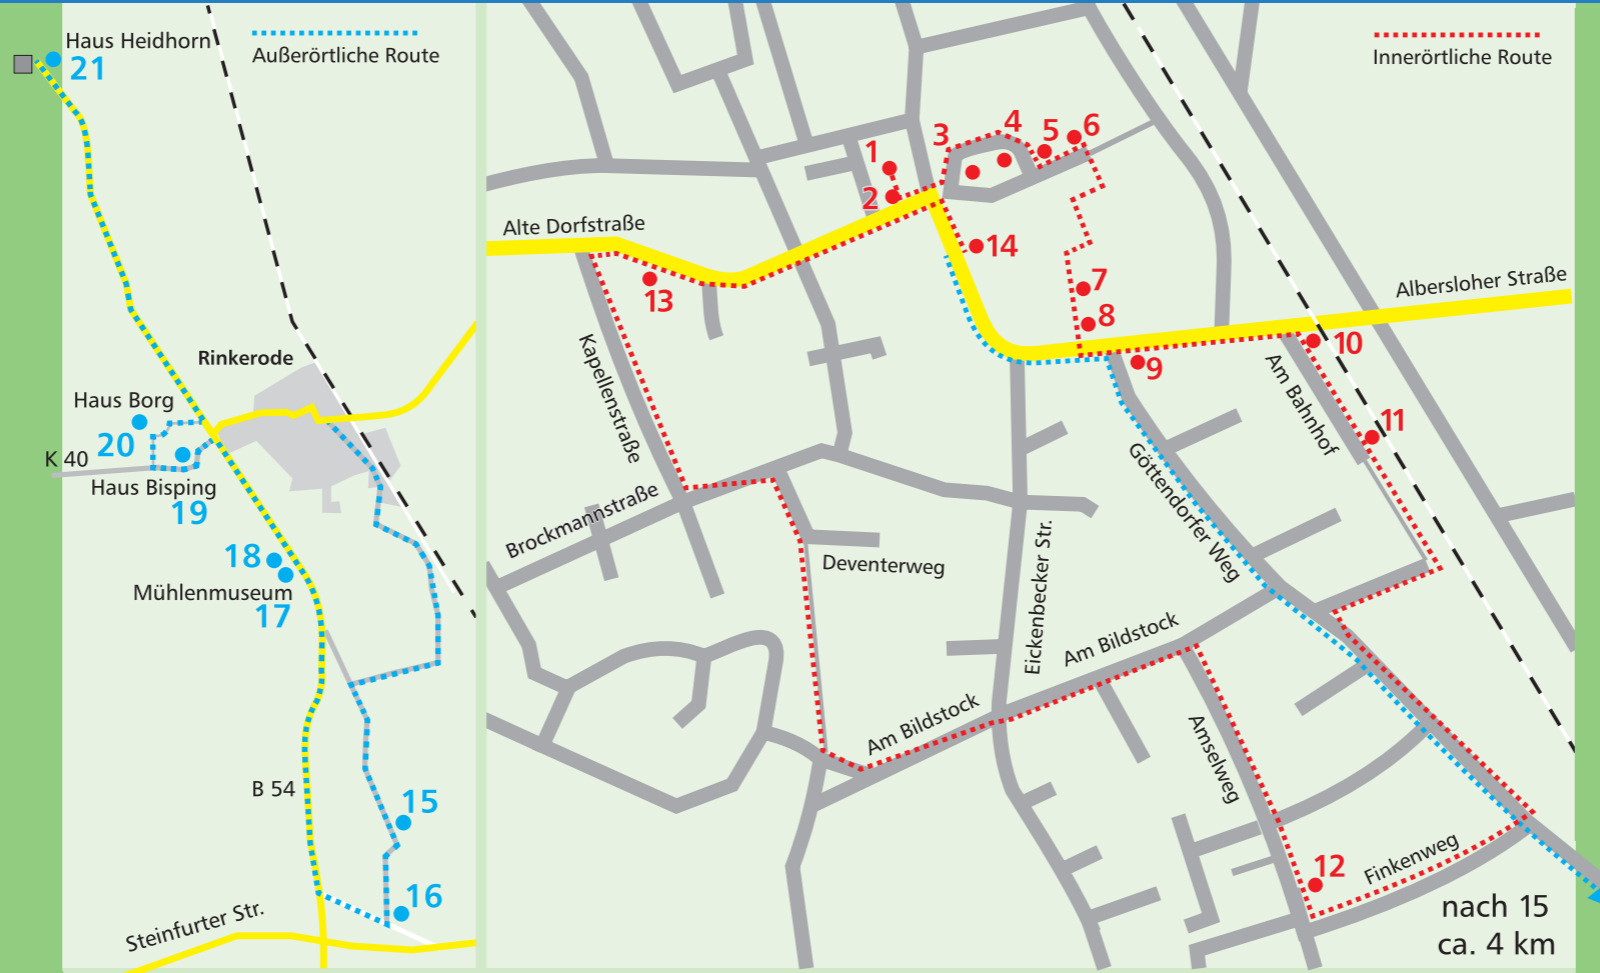 Haus Heidhorn
21
Außerörtliche Route
Rinkerode
Haus Borg
20
K 40
Haus Bisping
19
18
Mühlenmuseum
17
B 54
15
16
Steinfurter Str.
Innerörtliche Route
1
2
3
4
5
6
Alte Dorfstraße
14
13
7
8
Albersloher Straße
9
10
Kapellenstraße
Am Bahnhof
11
Göttendorfer Weg
Brockmannstraße
Deventerweg
Eickenbecker Str.
Am Bildstock
Am Bildstock
Amselweg
12
Finkenweg
nach 15
ca. 4 km